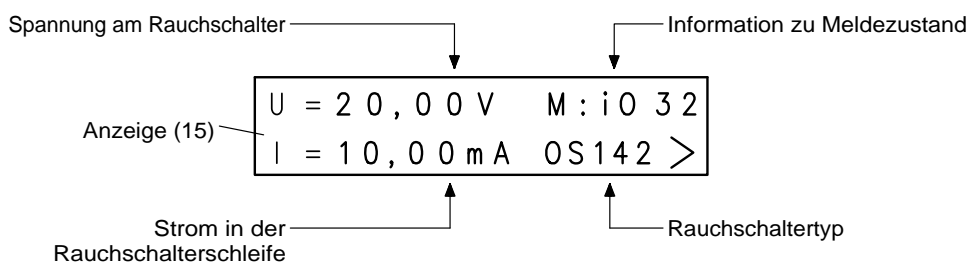 Spannung am Rauchschalter
Information zu Meldezustand
U = 20,00V M:i0 32
Anzeige (15)
I = 10,00mA OS142 >
Strom in der
Rauchschalterschleife
Rauchschaltertyp